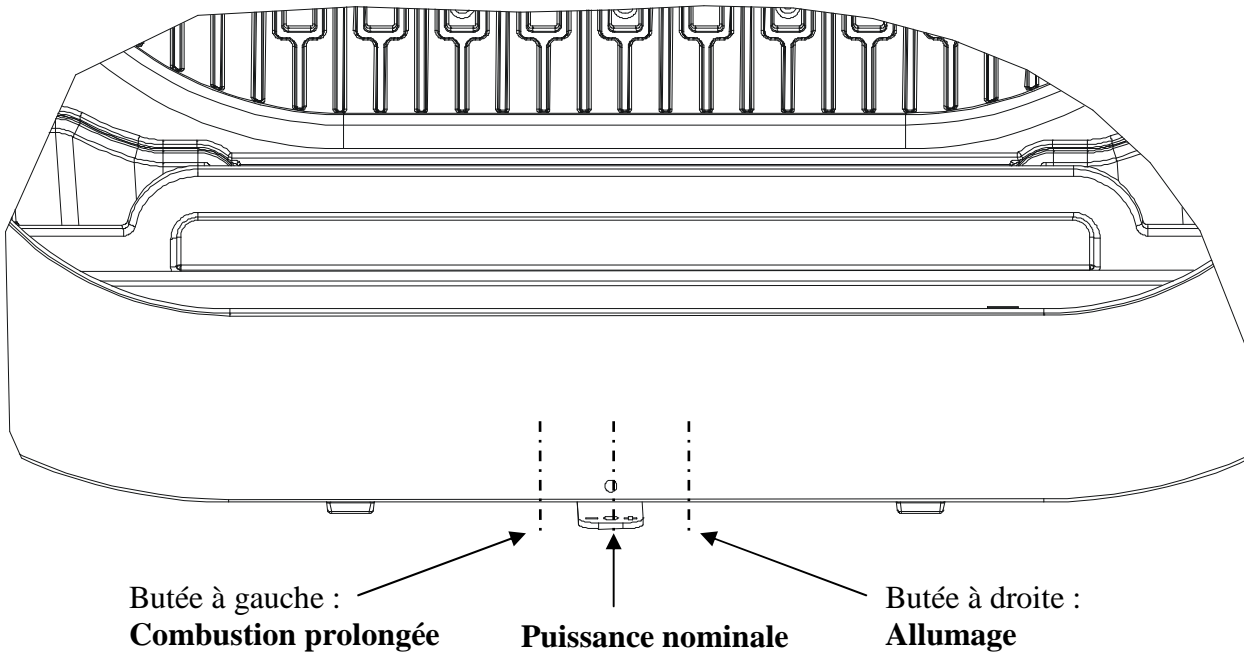 Butée à gauche :
Combustion prolongée
Puissance nominale
Butée à droite :
Allumage